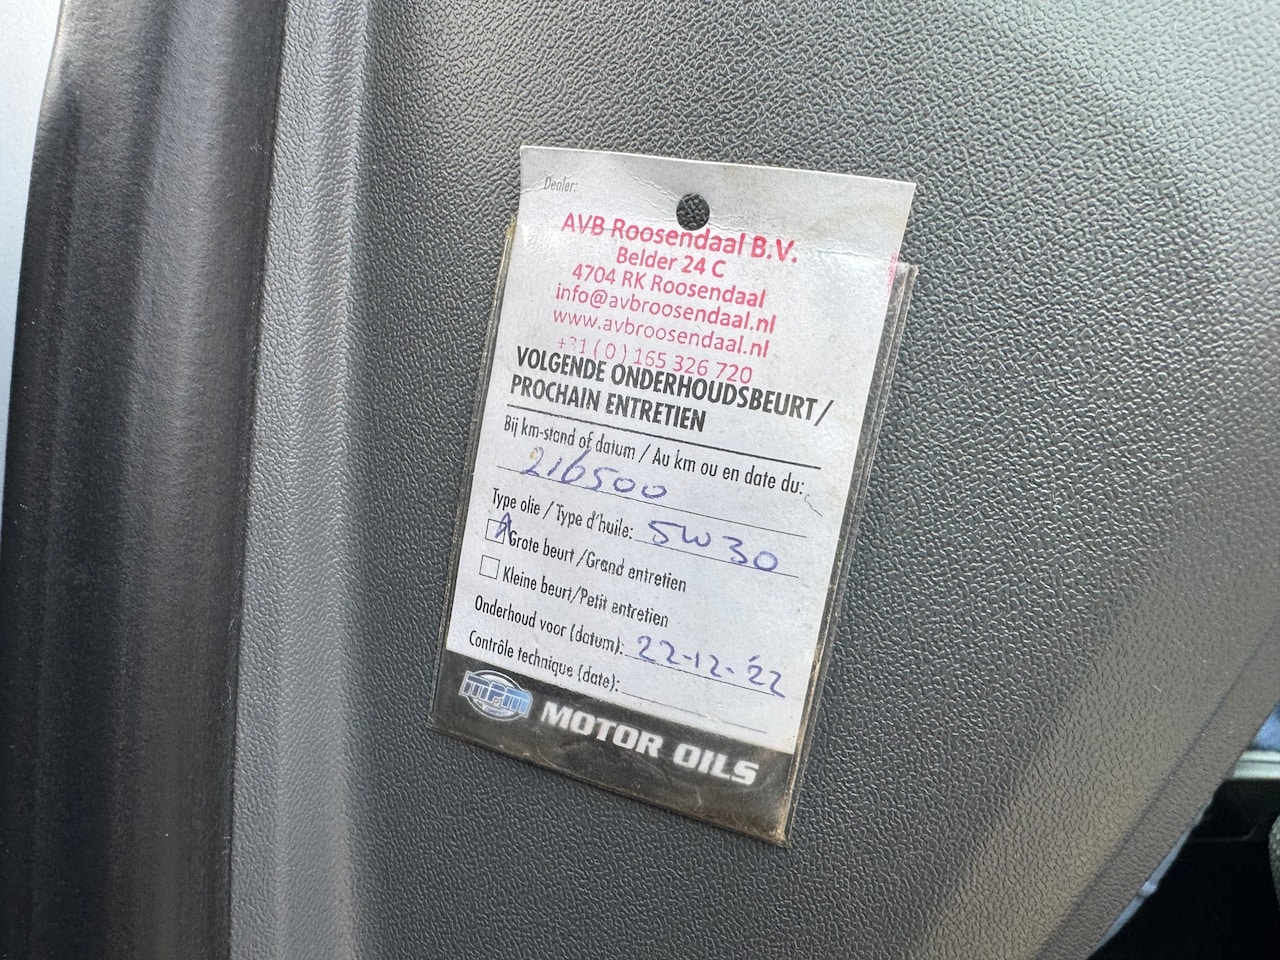 Dealer:
AVB Roosendaal B.V.
Belder 24 C
4704 RK Roosendaal
info@avbroosendaal.nl
www.avbroosendaal.nl
+31 ( 0 ) 165 326 720
VOLGENDE ONDERHOUDSBEURT /
PROCHAIN ENTRETIEN
Bij km-stand of datum / Au km ou en date du:
216500
Type olie / Type d'huile: 5W30
Grote beurt / Grand entretien
Kleine beurt/Petit entretien
Onderhoud voor (datum): 22-12-'22
Contrôle technique (date):
mpm MOTOR OILS